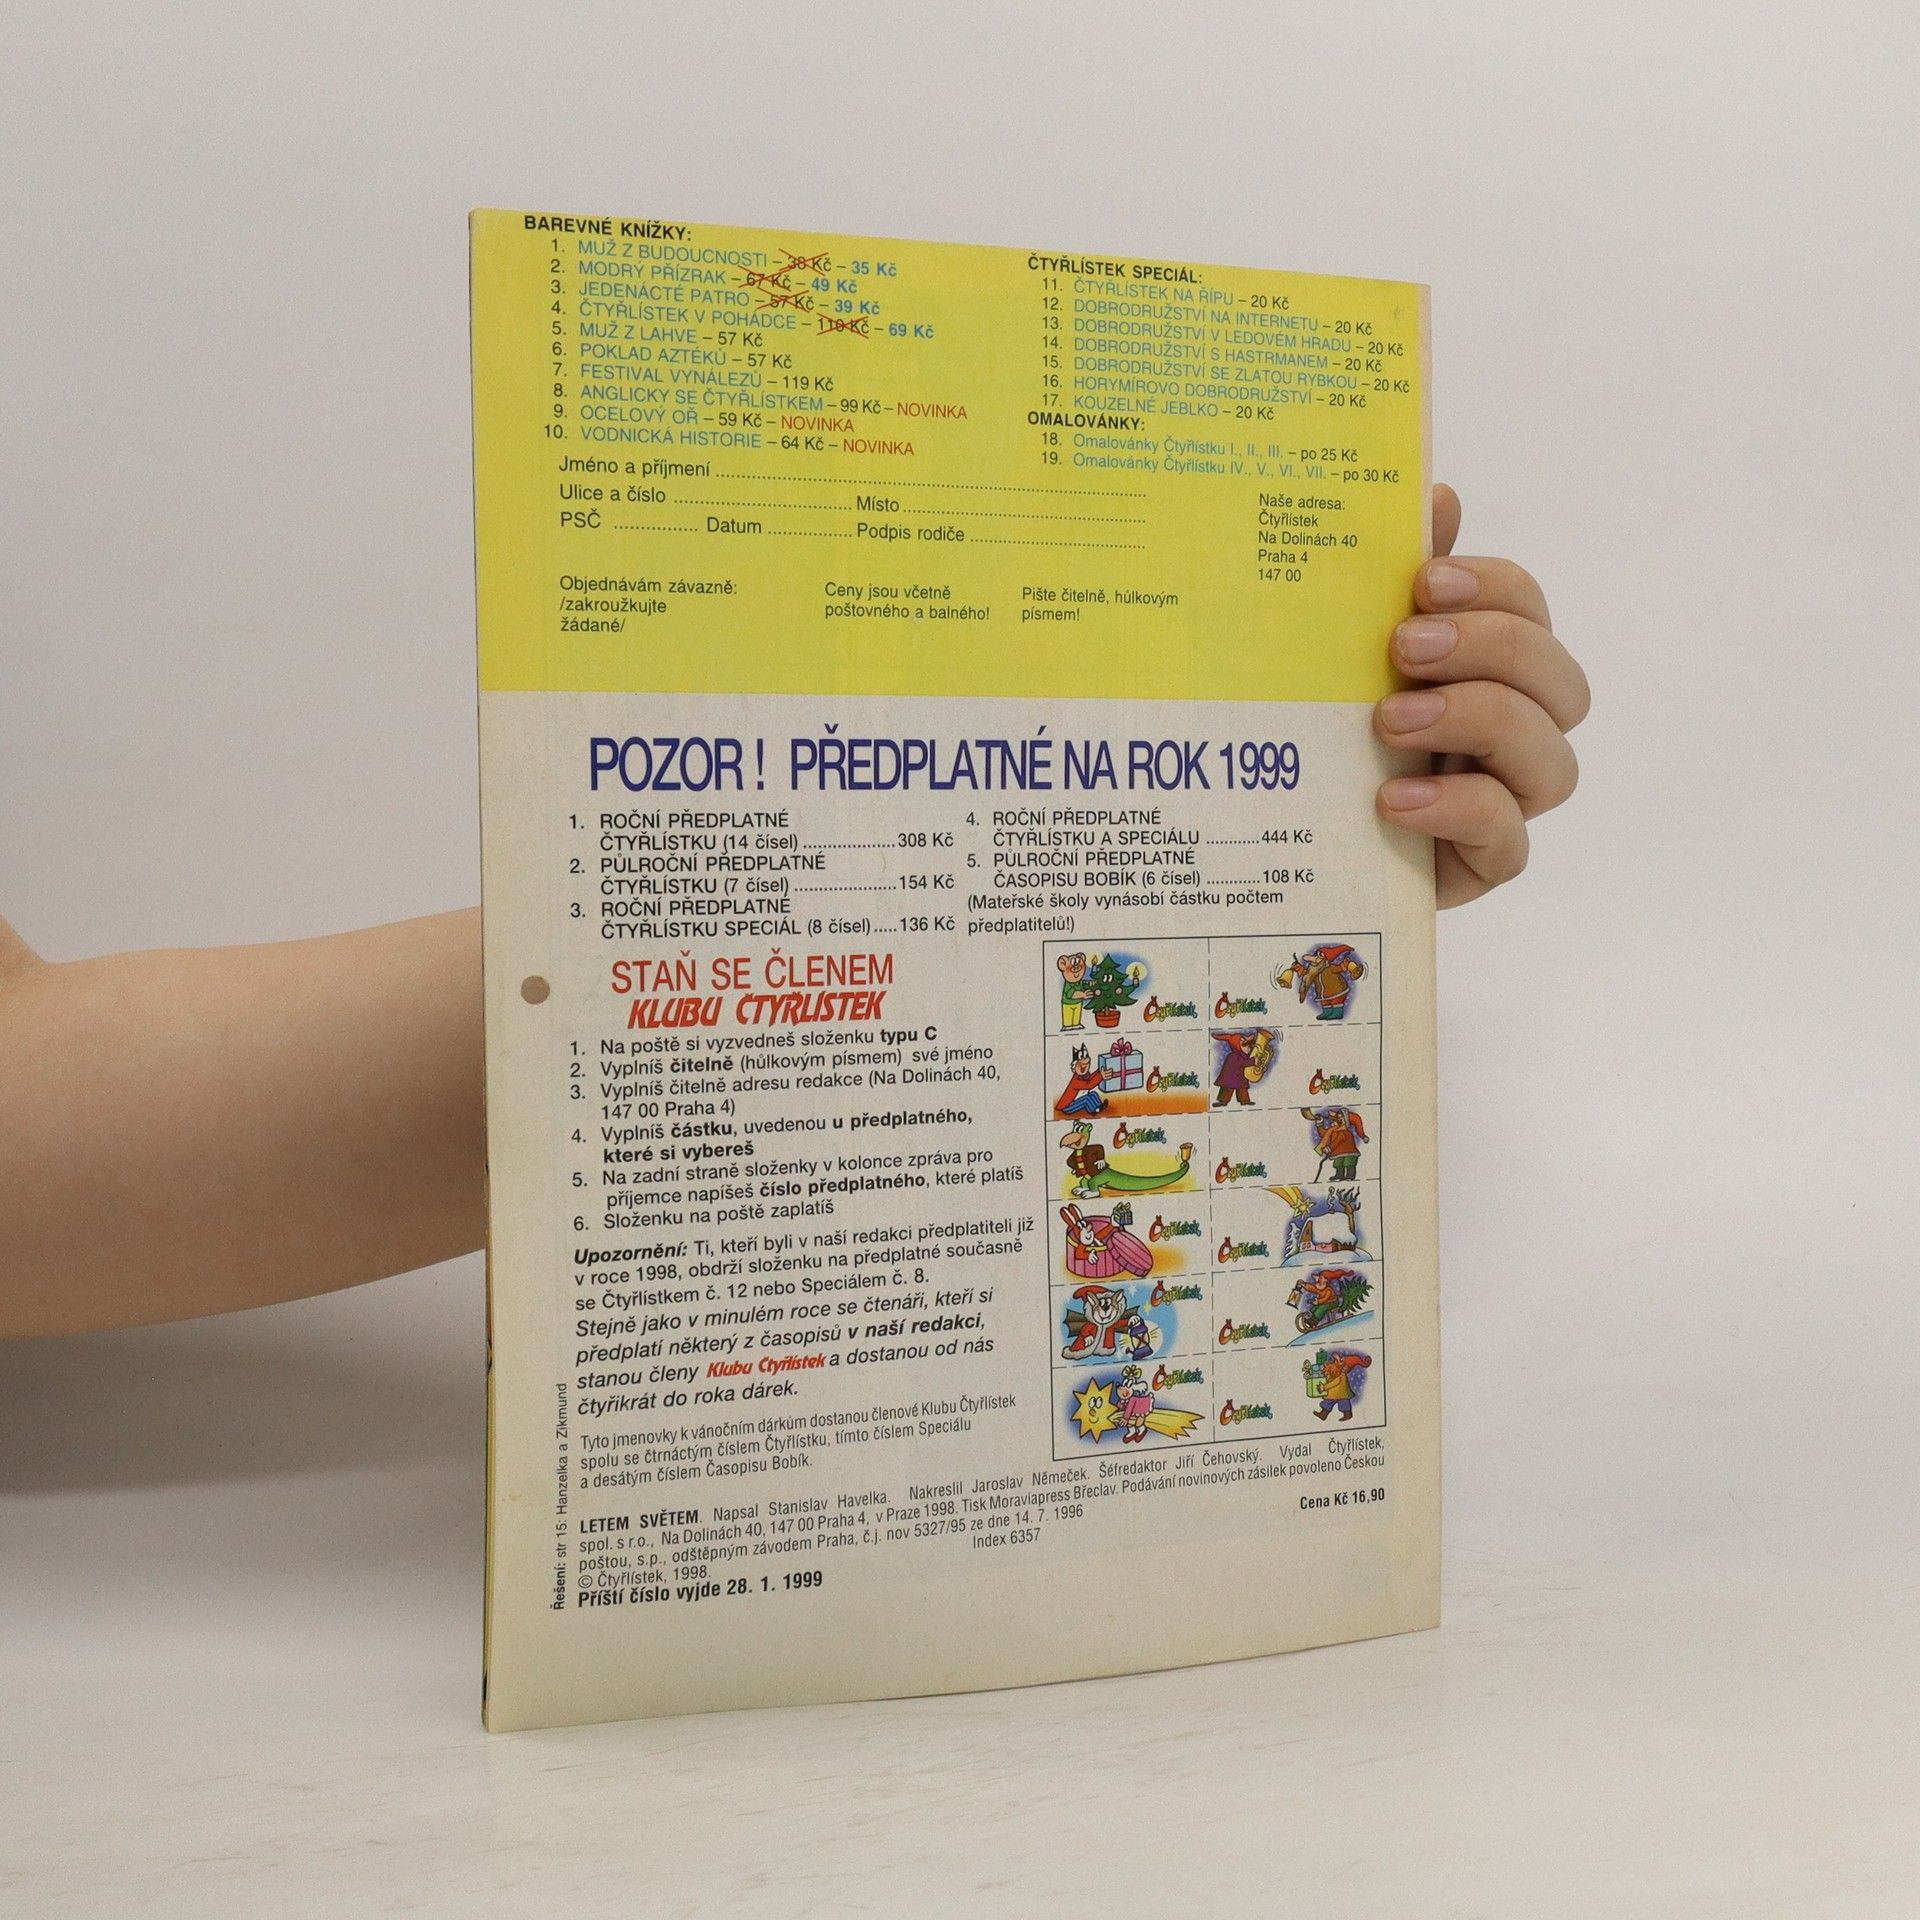 BAREVNÉ KNÍŽKY:
1. MUŽ Z BUDOUCNOSTI – 38 Kč – 35 Kč
2. MODRÝ PŘÍZRAK – 67 Kč – 49 Kč
3. JEDENÁCTÉ PATRO – 57 Kč – 39 Kč
4. ČTYŘLÍSTEK V POHÁDCE – 110 Kč – 69 Kč
5. MUŽ Z LAHVE – 57 Kč
6. POKLAD AZTÉKŮ – 57 Kč
7. FESTIVAL VYNÁLEZŮ – 119 Kč
8. ANGLICKY SE ČTYŘLÍSTKEM – 99 Kč – NOVINKA
9. OCELOVÝ OŘ – 59 Kč – NOVINKA
10. VODNICKÁ HISTORIE – 64 Kč – NOVINKA
ČTYŘLÍSTEK SPECIÁL:
11. ČTYŘLÍSTEK NA ŘÍPU – 20 Kč
12. DOBRODRUŽSTVÍ NA INTERNETU – 20 Kč
13. DOBRODRUŽSTVÍ V LEDOVÉM HRADU – 20 Kč
14. DOBRODRUŽSTVÍ S HASTRMANEM – 20 Kč
15. DOBRODRUŽSTVÍ SE ZLATOU RYBKOU – 20 Kč
16. HORYMÍROVO DOBRODRUŽSTVÍ – 20 Kč
17. KOUZELNÉ JEBLKO – 20 Kč
OMALOVÁNKY:
18. Omalovánky Čtyřlístku I., II., III. – po 25 Kč
19. Omalovánky Čtyřlístku IV., V., VI., VII. – po 30 Kč
Jméno a příjmení ........................................
Ulice a číslo .............................. Místo ........................................
PSČ ............... Datum ............... Podpis rodiče ..............................
Naše adresa:
Čtyřlístek
Na Dolinách 40
Praha 4
147 00
Objednávám závazně:
/zakroužkujte
žádané/
Ceny jsou včetně
poštovného a balného!
Pište čitelně, hůlkovým
písmem!
POZOR ! PŘEDPLATNÉ NA ROK 1999
1. ROČNÍ PŘEDPLATNÉ
ČTYŘLÍSTKU (14 čísel) ................... 308 Kč
2. PŮLROČNÍ PŘEDPLATNÉ
ČTYŘLÍSTKU (7 čísel) ..................... 154 Kč
3. ROČNÍ PŘEDPLATNÉ
ČTYŘLÍSTKU SPECIÁL (8 čísel) ..... 136 Kč
4. ROČNÍ PŘEDPLATNÉ
ČTYŘLÍSTKU A SPECIÁLU ............ 444 Kč
5. PŮLROČNÍ PŘEDPLATNÉ
ČASOPISU BOBÍK (6 čísel) ............ 108 Kč
(Mateřské školy vynásobí částku počtem
předplatitelů!)
STAŇ SE ČLENEM
KLUBU ČTYŘLÍSTEK
1. Na poště si vyzvedneš složenku typu C
2. Vyplníš čitelně (hůlkovým písmem) své jméno
3. Vyplníš čitelně adresu redakce (Na Dolinách 40,
147 00 Praha 4)
4. Vyplníš částku, uvedenou u předplatného,
které si vybereš
5. Na zadní straně složenky v kolonce zpráva pro
příjemce napíšeš číslo předplatného, které platíš
6. Složenku na poště zaplatíš
Upozornění: Ti, kteří byli v naší redakci předplatiteli již
v roce 1998, obdrží složenku na předplatné současně
se Čtyřlístkem č. 12 nebo Speciálem č. 8.
Stejně jako v minulém roce se čtenáři, kteří si
předplatí některý z časopisů v naší redakci,
stanou členy Klubu Čtyřlístek a dostanou od nás
čtyřikrát do roka dárek.
Tyto jmenovky k vánočním dárkům dostanou členové Klubu Čtyřlístek
spolu se čtrnáctým číslem Čtyřlístku, tímto číslem Speciálu
a desátým číslem Časopisu Bobík.
Čtyřlístek, Čtyřlístek,
Čtyřlístek, Čtyřlístek,
Čtyřlístek, Čtyřlístek,
Čtyřlístek, Čtyřlístek,
Čtyřlístek, Čtyřlístek,
Čtyřlístek, Čtyřlístek,
LETEM SVĚTEM. Napsal Stanislav Havelka. Nakreslil Jaroslav Němeček. Šéfredaktor Jiří Čehovský. Vydal Čtyřlístek,
spol. s r.o., Na Dolinách 40, 147 00 Praha 4, v Praze 1998. Tisk Moraviapress Břeclav. Podávání novinových zásilek povoleno Českou
poštou, s.p., odštěpným závodem Praha, č.j. nov 5327/95 ze dne 14. 7. 1996
© Čtyřlístek, 1998. Index 6357 Cena Kč 16,90
Příští číslo vyjde 28. 1. 1999
Řešení: str 15: Hanzelka a Zikmund